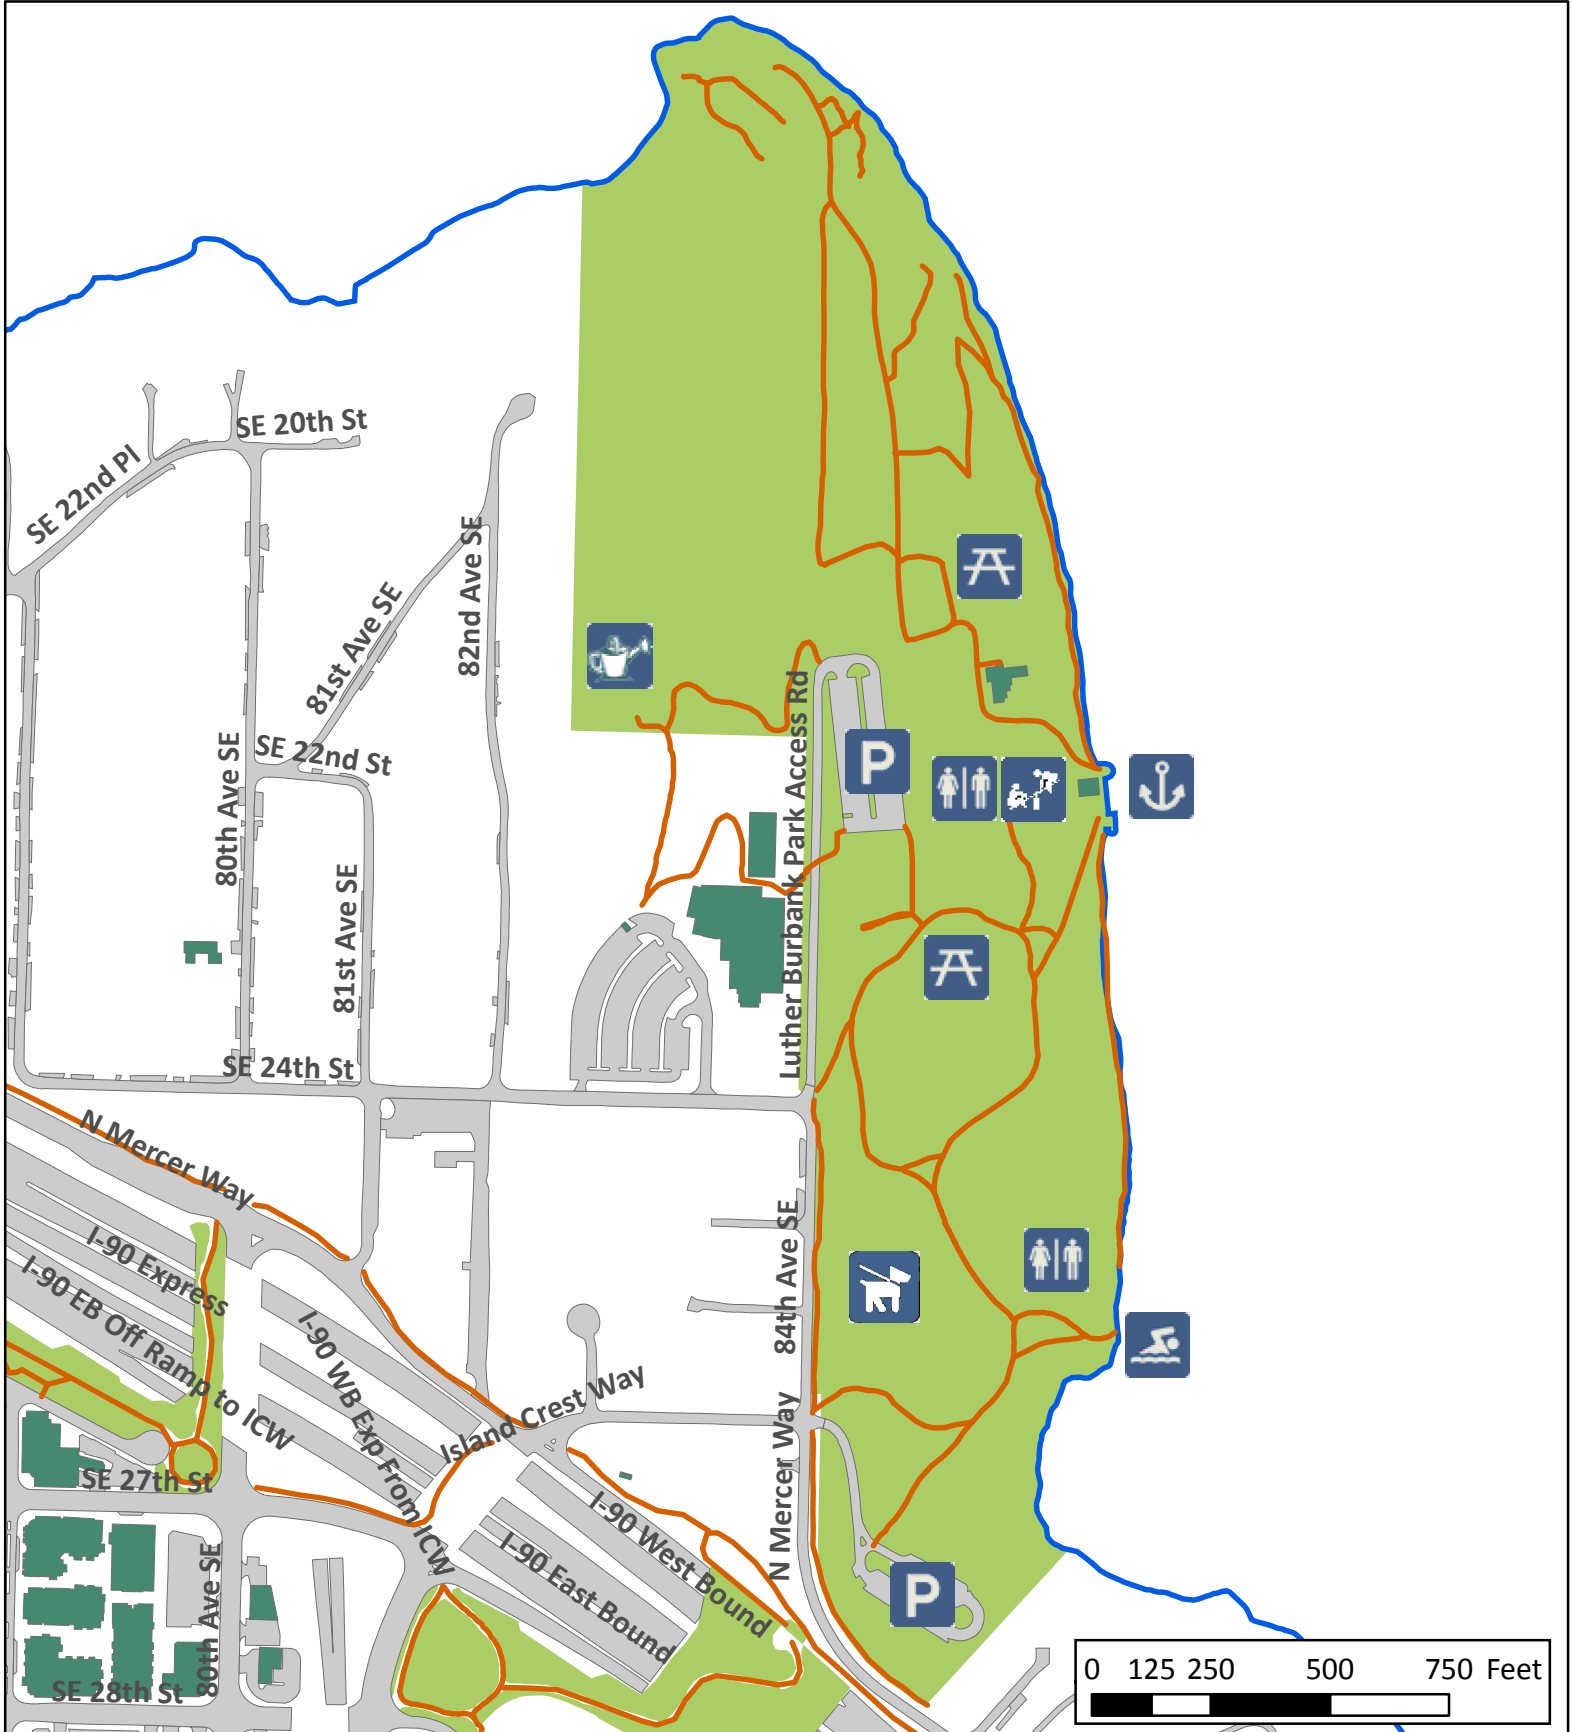 SE 20th St
SE 22nd Pl
82nd Ave SE
81st Ave SE
SE 22nd St
80th Ave SE
81st Ave SE
Luther Burbank Park Access Rd
P
SE 24th St
N Mercer Way
I-90 Express
I-90 EB Off Ramp to ICW
I-90 WB Exp From ICW
84th Ave SE
Island Crest Way
N Mercer Way
SE 27th St
I-90 West Bound
I-90 East Bound
80th Ave SE
P
SE 28th St
0 125 250 500 750 Feet